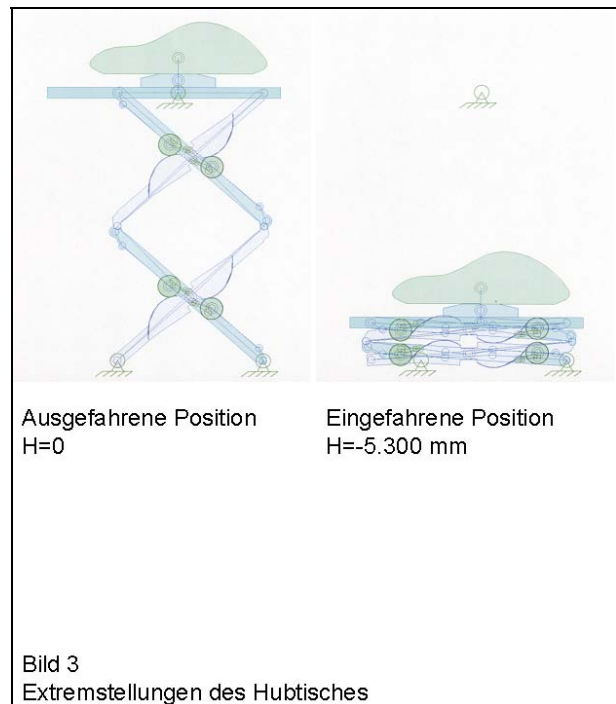 Ausgefahrene Position
H=0
Eingefahrene Position
H=-5.300 mm
Bild 3
Extremstellungen des Hubtisches